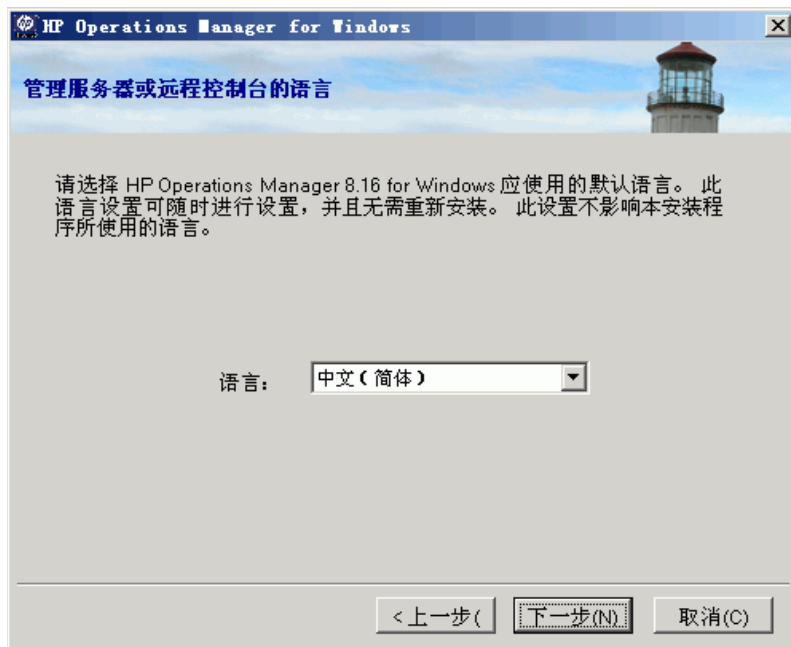 HP Operations Manager for Windows
管理服务器或远程控制台的语言
请选择 HP Operations Manager 8.16 for Windows 应使用的默认语言。 此
语言设置可随时进行设置，并且无需重新安装。 此设置不影响本安装程
序所使用的语言。
语言： 中文（简体）
<上一步( 下一步(N) 取消(C)